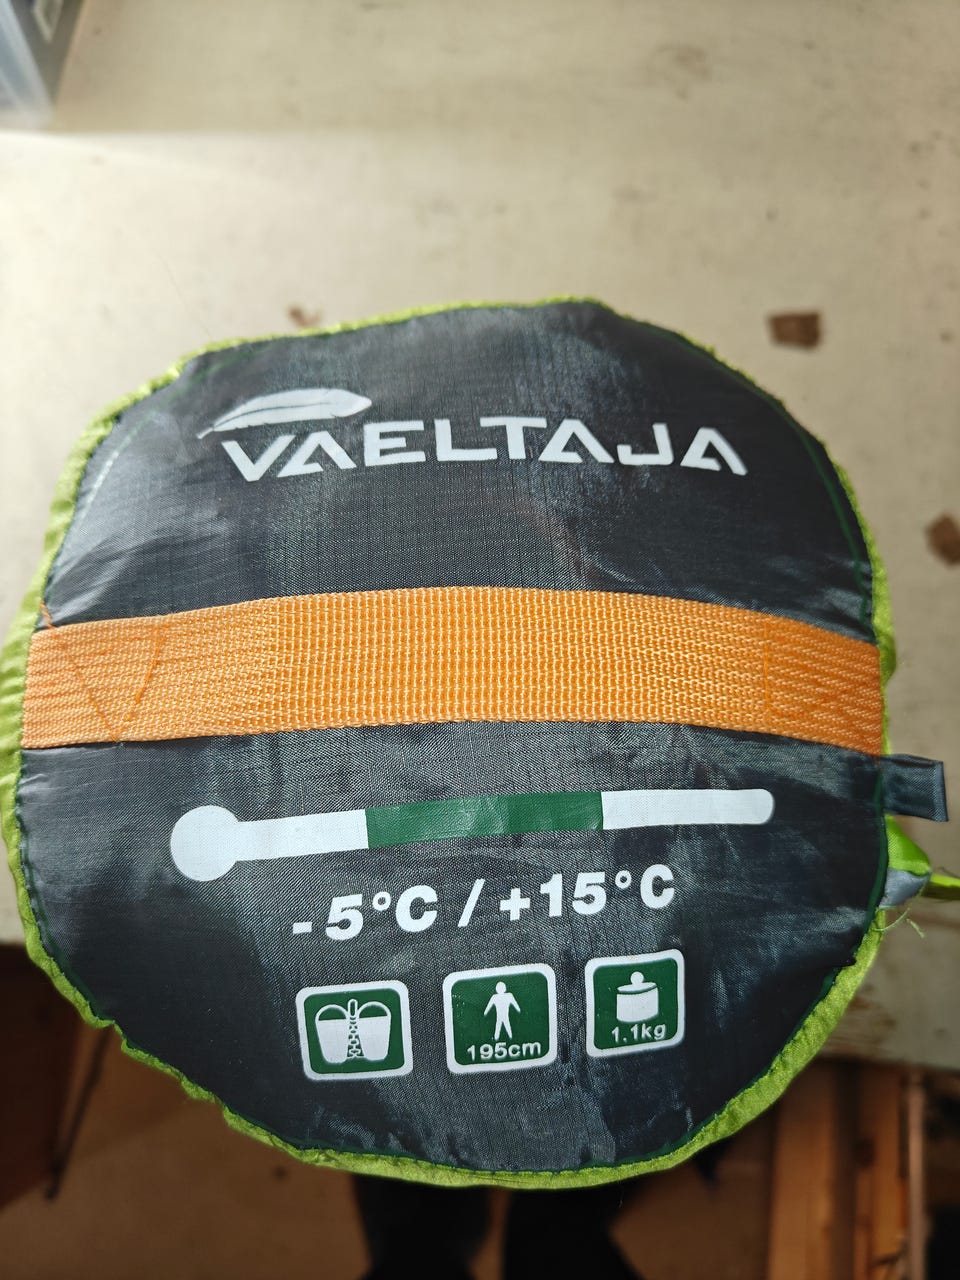 VAELTAJA
-5°C / +15°C
195cm
1.1kg